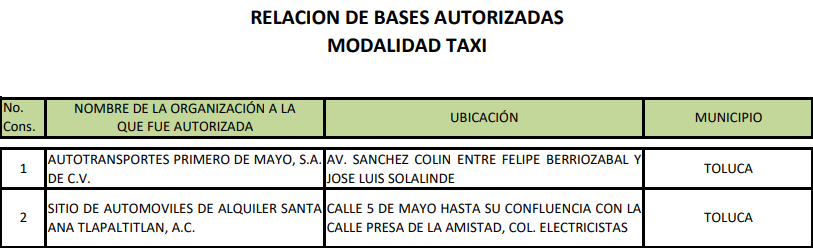 RELACION DE BASES AUTORIZADAS
MODALIDAD TAXI
No. Cons.
NOMBRE DE LA ORGANIZACIÓN A LA
QUE FUE AUTORIZADA
UBICACIÓN
MUNICIPIO
1
AUTOTRANSPORTES PRIMERO DE MAYO, S.A.
DE C.V.
AV. SANCHEZ COLIN ENTRE FELIPE BERRIOZABAL Y
JOSE LUIS SOLALINDE
TOLUCA
2
SITIO DE AUTOMOVILES DE ALQUILER SANTA
ANA TLAPALTITLAN, A.C.
CALLE 5 DE MAYO HASTA SU CONFLUENCIA CON LA
CALLE PRESA DE LA AMISTAD, COL. ELECTRICISTAS
TOLUCA